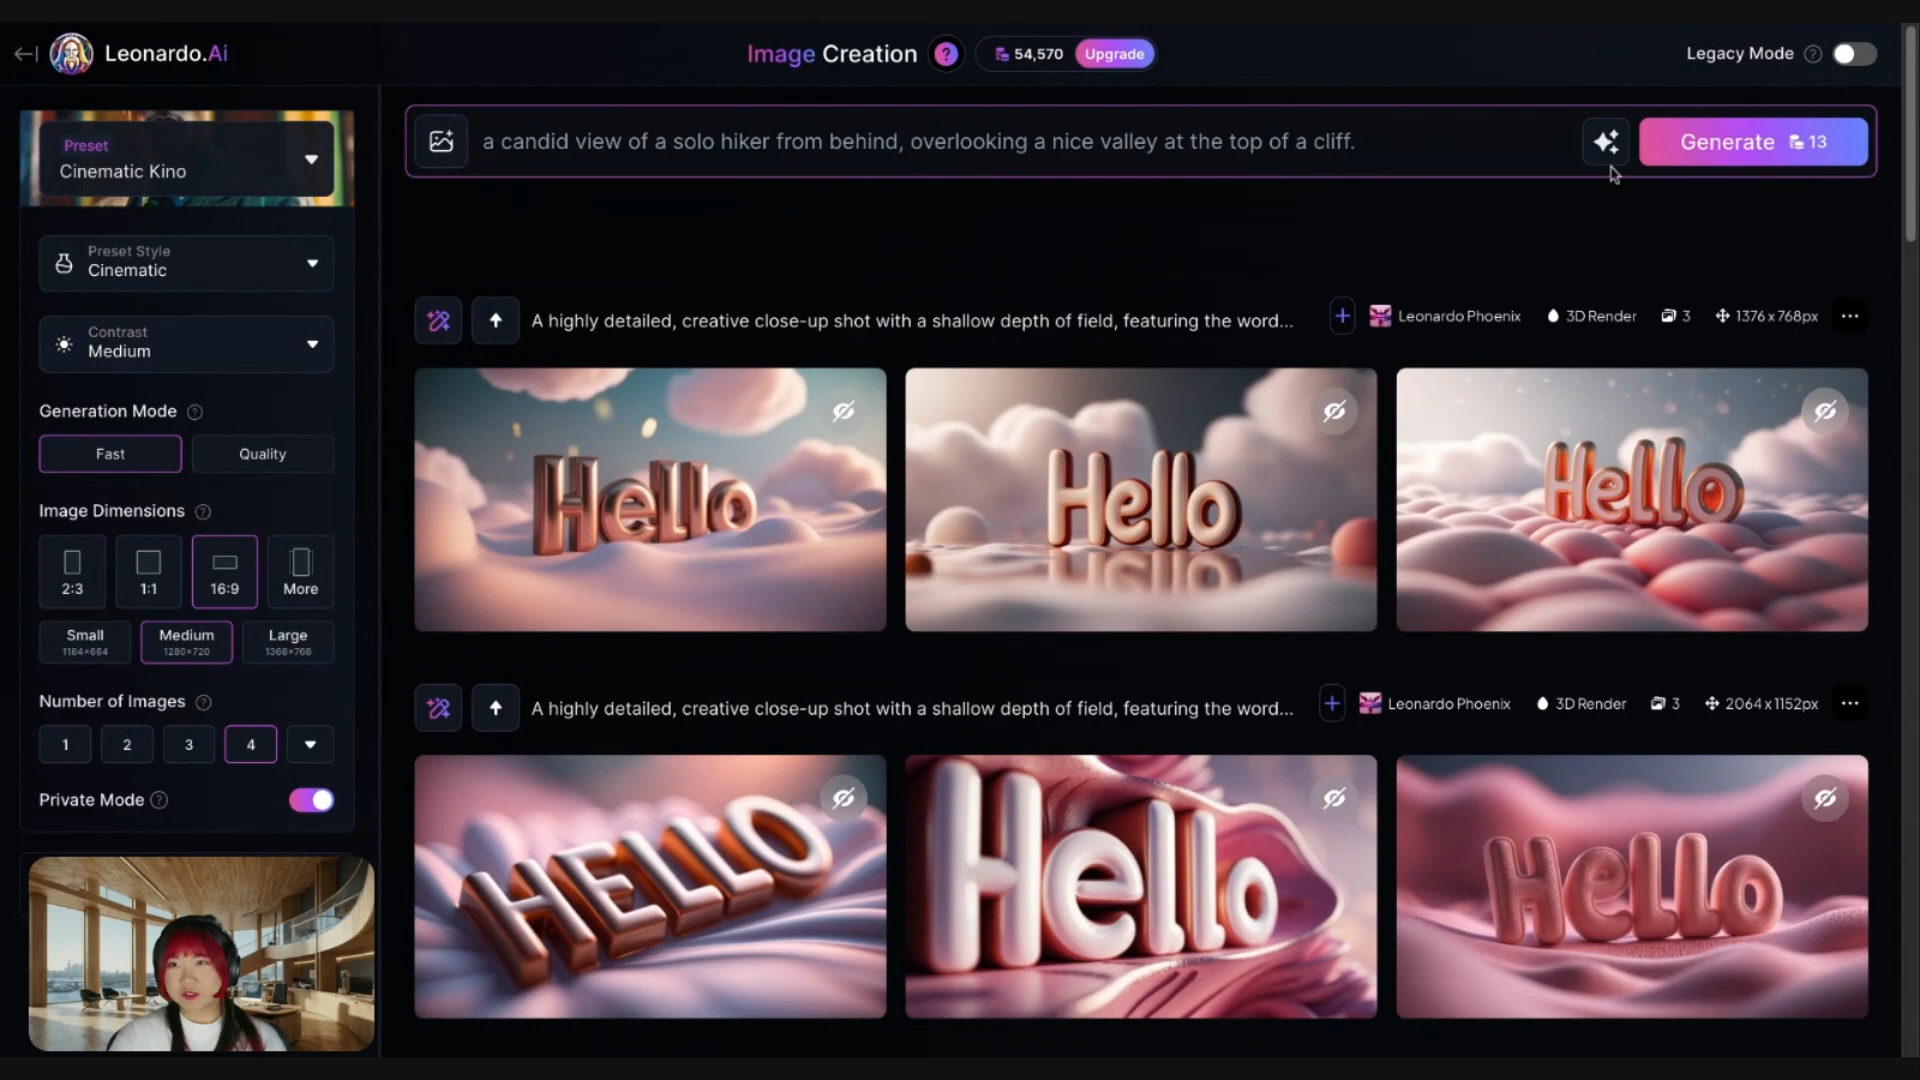 Leonardo.Ai
Image Creation
?
54,570
Upgrade
Legacy Mode ?
Preset
Cinematic Kino
a candid view of a solo hiker from behind, overlooking a nice valley at the top of a cliff.
Generate 13
Preset Style
Cinematic
Contrast
Medium
Generation Mode ?
Fast
Quality
Image Dimensions ?
2:3
1:1
16:9
More
Small
1184×664
Medium
1280×720
Large
1368×768
Number of Images ?
1
2
3
4
Private Mode ?
A highly detailed, creative close-up shot with a shallow depth of field, featuring the word...
Leonardo Phoenix
3D Render
3
1376 x 768px
Hello
Hello
Hello
A highly detailed, creative close-up shot with a shallow depth of field, featuring the word...
Leonardo Phoenix
3D Render
3
2064 x 1152px
HELLO
Hello
Hello